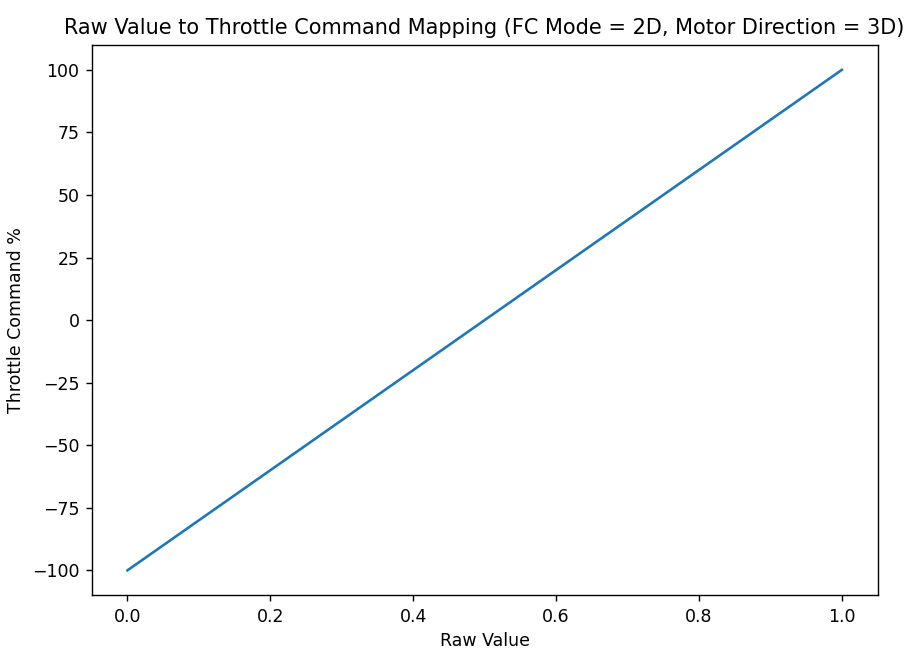 Raw Value to Throttle Command Mapping (FC Mode = 2D, Motor Direction = 3D)
100
75
50
25
0
−25
−50
−75
−100
Throttle Command %
0.0 0.2 0.4 0.6 0.8 1.0
Raw Value